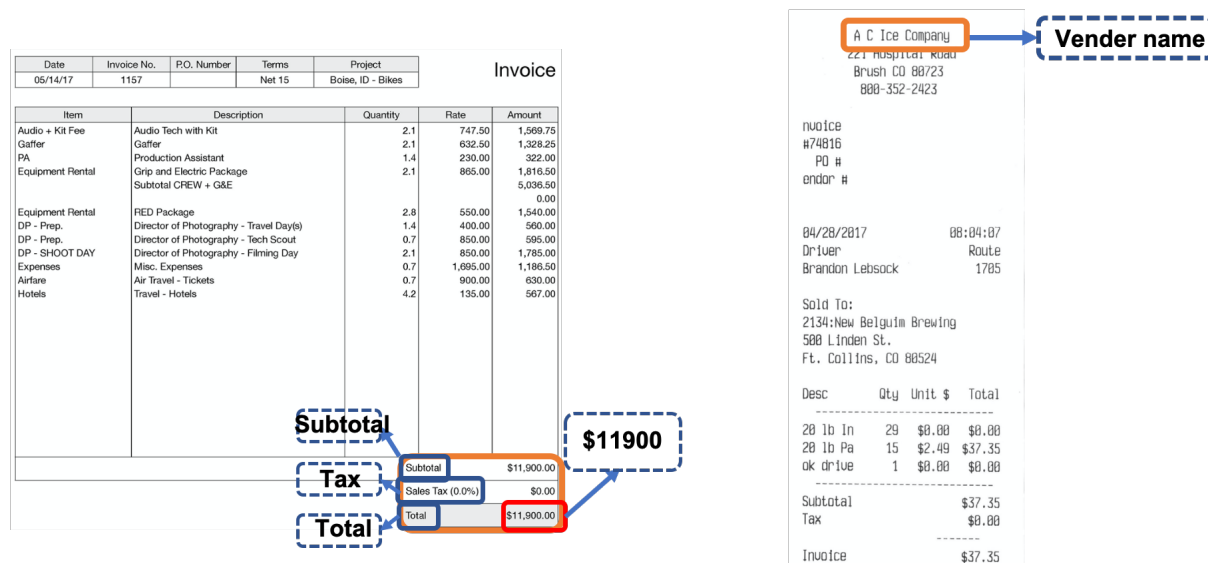 Invoice
Date Invoice No. P.O. Number Terms Project
05/14/17 1157 Net 15 Boise, ID - Bikes
Item Description Quantity Rate Amount
Audio + Kit Fee Audio Tech with Kit 2.1 747.50 1,569.75
Gaffer Gaffer 2.1 632.50 1,328.25
PA Production Assistant 1.4 230.00 322.00
Equipment Rental Grip and Electric Package 2.1 865.00 1,816.50
Subtotal CREW + G&E 5,036.50
0.00
Equipment Rental RED Package 2.8 550.00 1,540.00
DP - Prep. Director of Photography - Travel Day(s) 1.4 400.00 560.00
DP - Prep. Director of Photography - Tech Scout 0.7 850.00 595.00
DP - SHOOT DAY Director of Photography - Filming Day 2.1 850.00 1,785.00
Expenses Misc. Expenses 0.7 1,695.00 1,186.50
Airfare Air Travel - Tickets 0.7 900.00 630.00
Hotels Travel - Hotels 4.2 135.00 567.00
Subtotal
$11900
Subtotal $11,900.00
Tax
Sales Tax (0.0%) $0.00
Total
Total $11,900.00
A C Ice Company
Vender name
221 Hospital Road
Brush CO 80723
800-352-2423
nvoice
#74816
PO #
endor #
04/28/2017 08:04:07
Driver Route
Brandon Lebsock 1705
Sold To:
2134:New Belguim Brewing
500 Linden St.
Ft. Collins, CO 80524
Desc Qty Unit $ Total
20 lb In 29 $0.00 $0.00
20 lb Pa 15 $2.49 $37.35
ok drive 1 $0.00 $0.00
Subtotal $37.35
Tax $0.00
Invoice $37.35